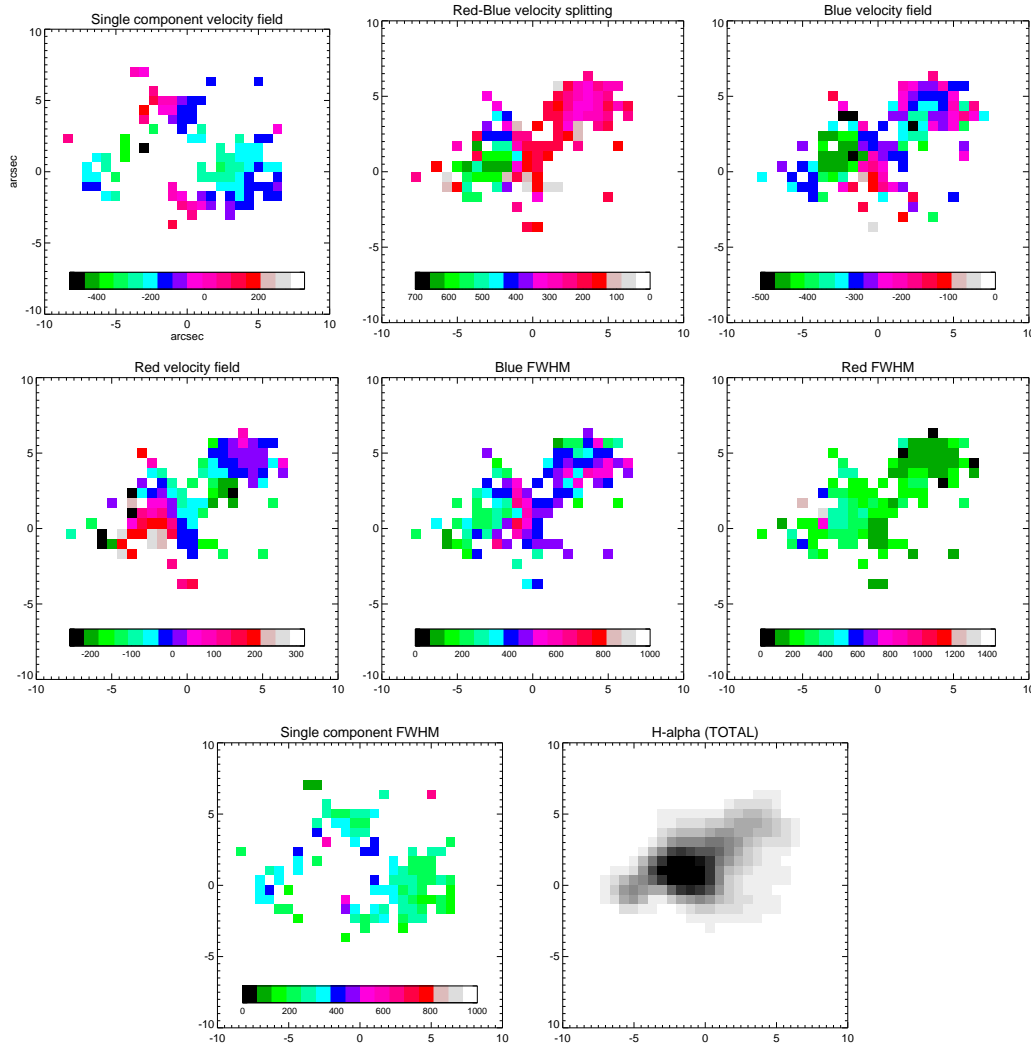 Single component velocity field
Red-Blue velocity splitting
Blue velocity field
10
5
0
-5
-10
arcsec
-400 -200 0 200
-10 -5 0 5 10
arcsec
10
5
0
-5
-10
700 600 500 400 300 200 100 0
-10 -5 0 5 10
10
5
0
-5
-10
-500 -400 -300 -200 -100 0
-10 -5 0 5 10
Red velocity field
Blue FWHM
Red FWHM
10
5
0
-5
-10
-200 -100 0 100 200 300
-10 -5 0 5 10
10
5
0
-5
-10
0 200 400 600 800 1000
-10 -5 0 5 10
10
5
0
-5
-10
0 200 400 600 800 1000 1200 1400
-10 -5 0 5 10
Single component FWHM
H-alpha (TOTAL)
10
5
0
-5
-10
0 200 400 600 800 1000
-10 -5 0 5 10
10
5
0
-5
-10
-10 -5 0 5 10